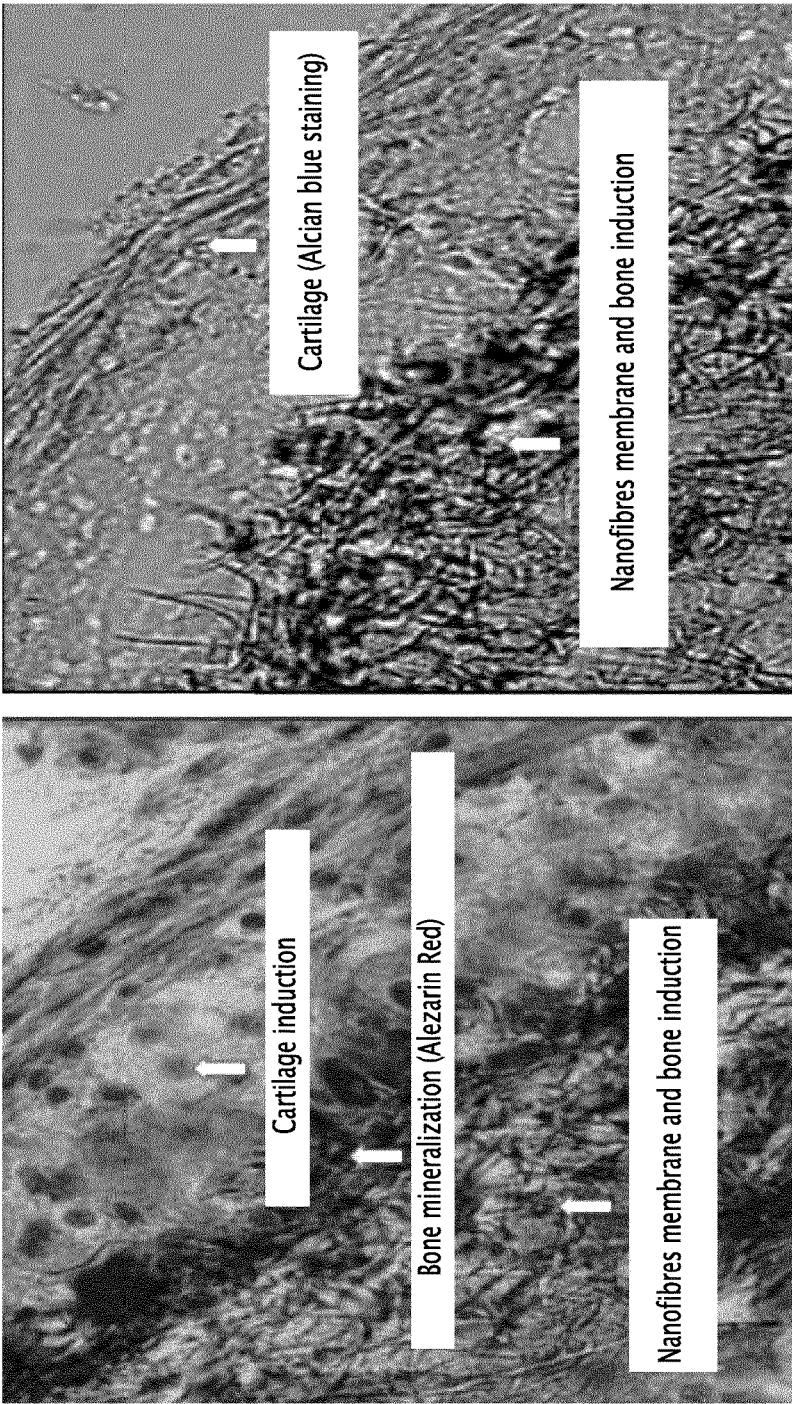 Cartilage induction
Bone mineralization (Alezarin Red)
Nanofibres membrane and bone induction
Cartilage (Alcian blue staining)
Nanofibres membrane and bone induction